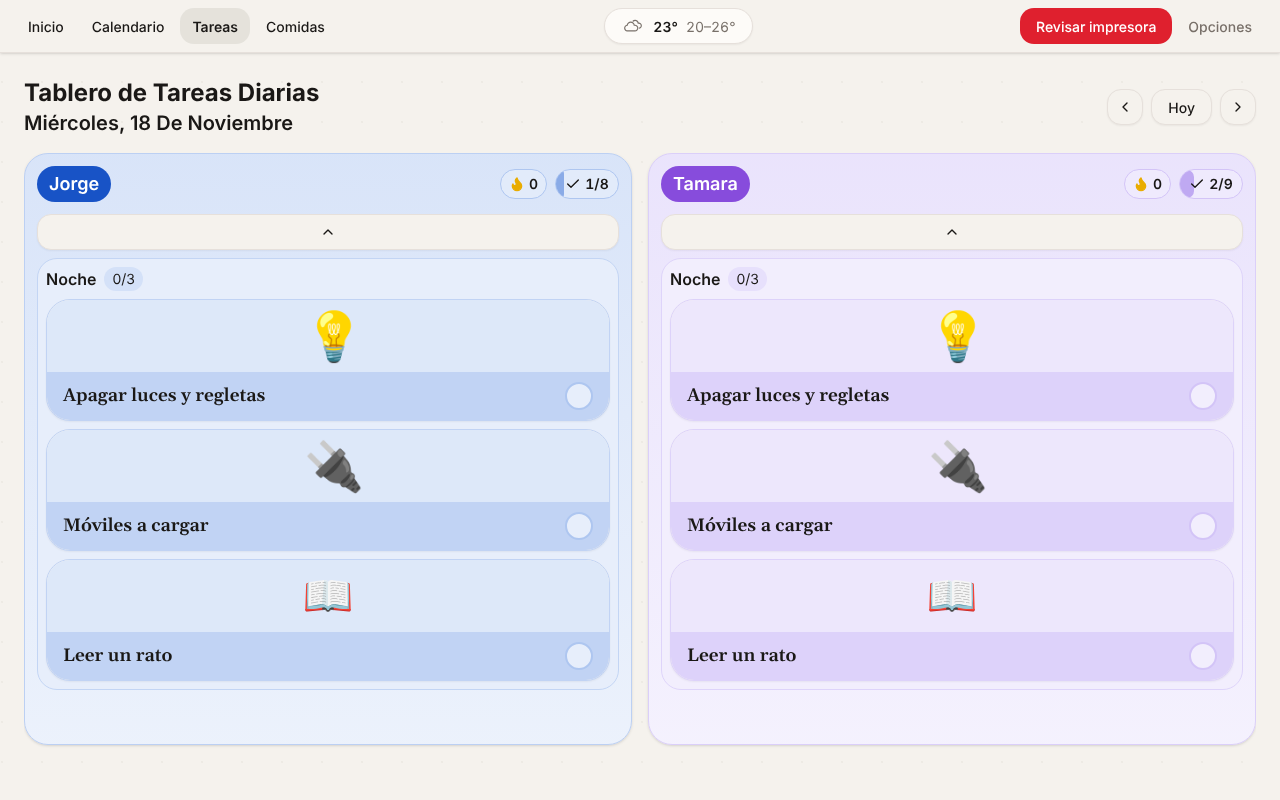 Inicio Calendario Tareas Comidas 23° 20–26° Revisar impresora Opciones
Tablero de Tareas Diarias
Miércoles, 18 De Noviembre
Hoy
Jorge 0 1/8
Noche 0/3
Apagar luces y regletas
Móviles a cargar
Leer un rato
Tamara 0 2/9
Noche 0/3
Apagar luces y regletas
Móviles a cargar
Leer un rato